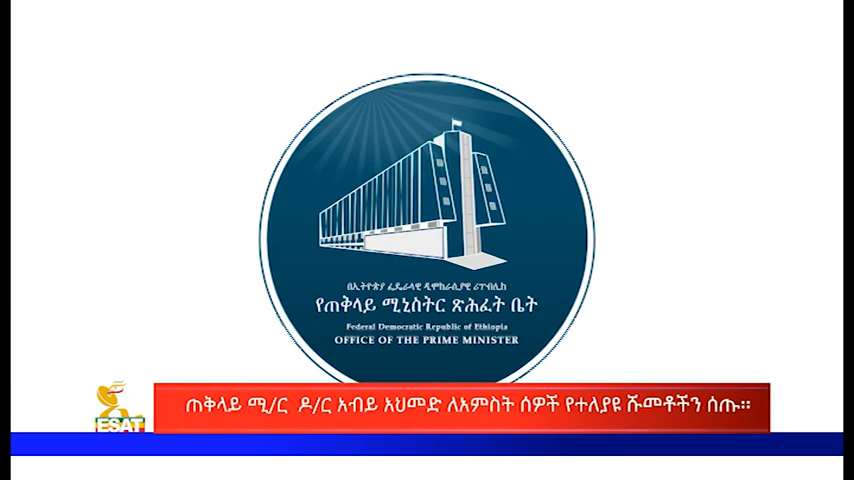 በኢትዮጵያ ፌዴራላዊ ዲሞክራሲያዊ ሪፐብሊክ
የጠቅላይ ሚኒስትር ጽሕፈት ቤት
Federal Democratic Republic of Ethiopia
OFFICE OF THE PRIME MINISTER
ጠቅላይ ሚ/ር ዶ/ር አብይ አህመድ ለአምስት ሰዎች የተለያዩ ሹመቶችን ሰጡ።
ESAT